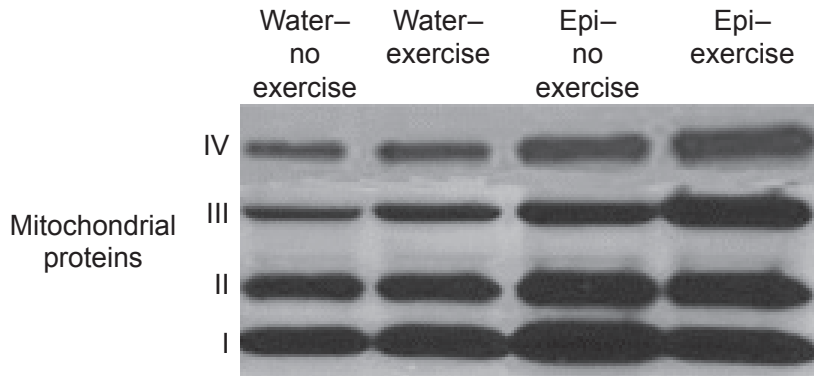 Water–
no
exercise
Water–
exercise
Epi–
no
exercise
Epi–
exercise
IV
III
Mitochondrial
proteins
II
I